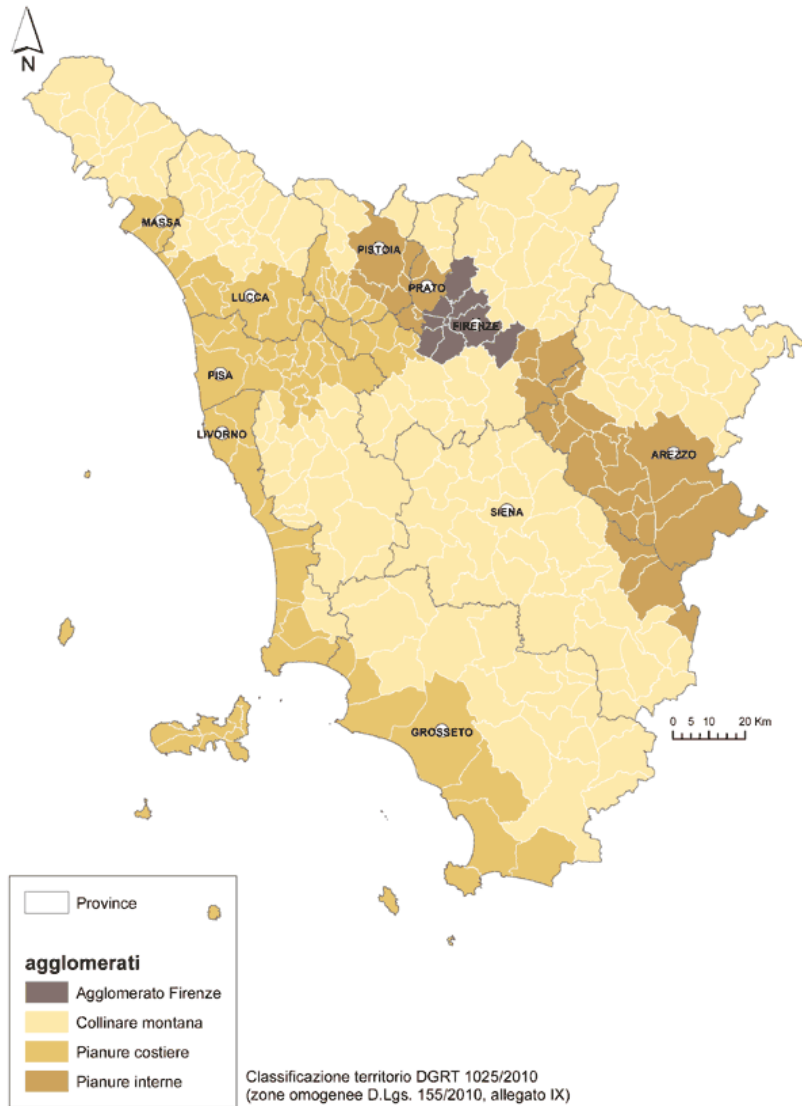 N
MASSA
PISTOIA
PRATO
LUCCA
FIRENZE
PISA
LIVORNO
AREZZO
SIENA
0 5 10 20 Km
GROSSETO
Province
agglomerati
Agglomerato Firenze
Collinare montana
Pianure costiere
Pianure interne
Classificazione territorio DGRT 1025/2010
(zone omogenee D.Lgs. 155/2010, allegato IX)